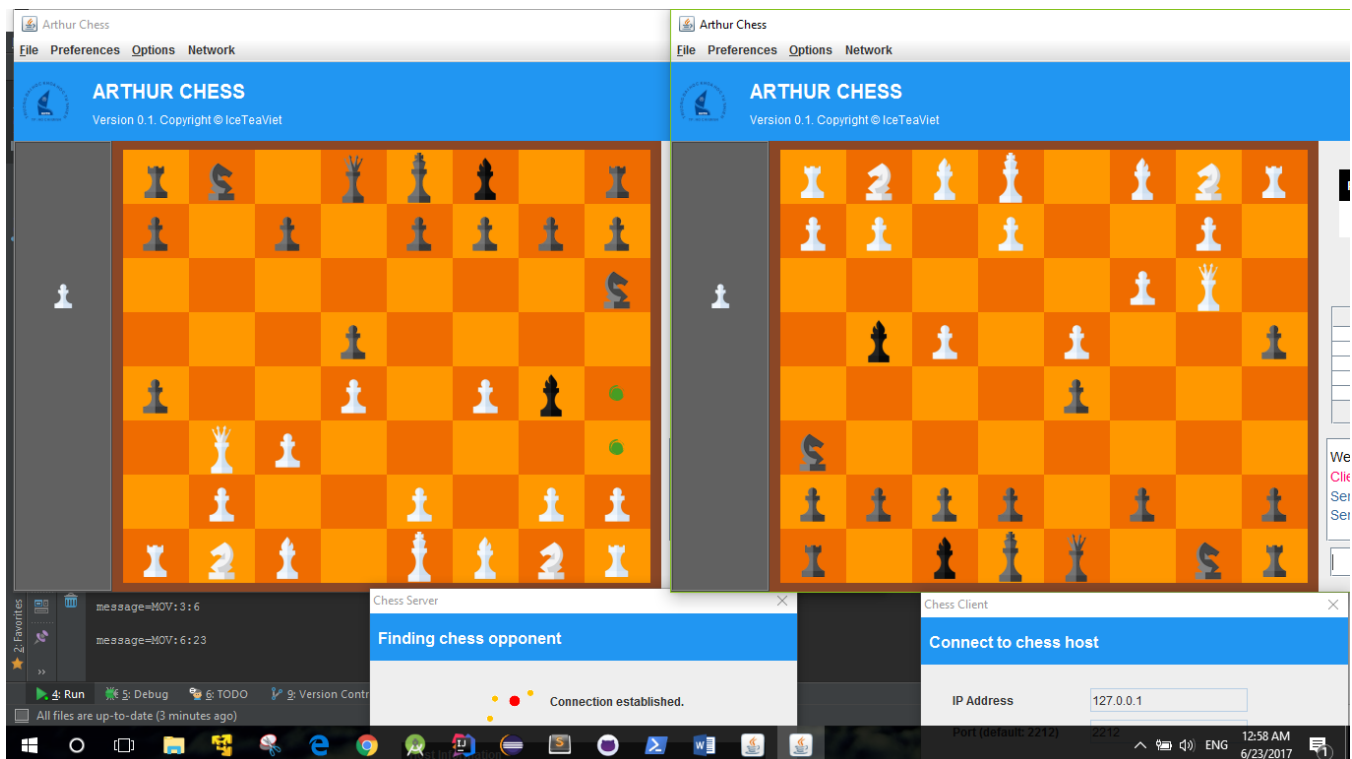 Arthur Chess
File Preferences Options Network
ARTHUR CHESS
Version 0.1. Copyright © IceTeaViet
Arthur Chess
File Preferences Options Network
ARTHUR CHESS
Version 0.1. Copyright © IceTeaViet
We
Clie
Ser
Ser
2: Favorites
message=MOV:3:6
message=MOV:6:23
4: Run 5: Debug 6: TODO 9: Version Contr
All files are up-to-date (3 minutes ago)
Chess Server
Finding chess opponent
Connection established.
Chess Client
Connect to chess host
IP Address 127.0.0.1
Port (default: 2212) 2212
ENG
12:58 AM
6/23/2017